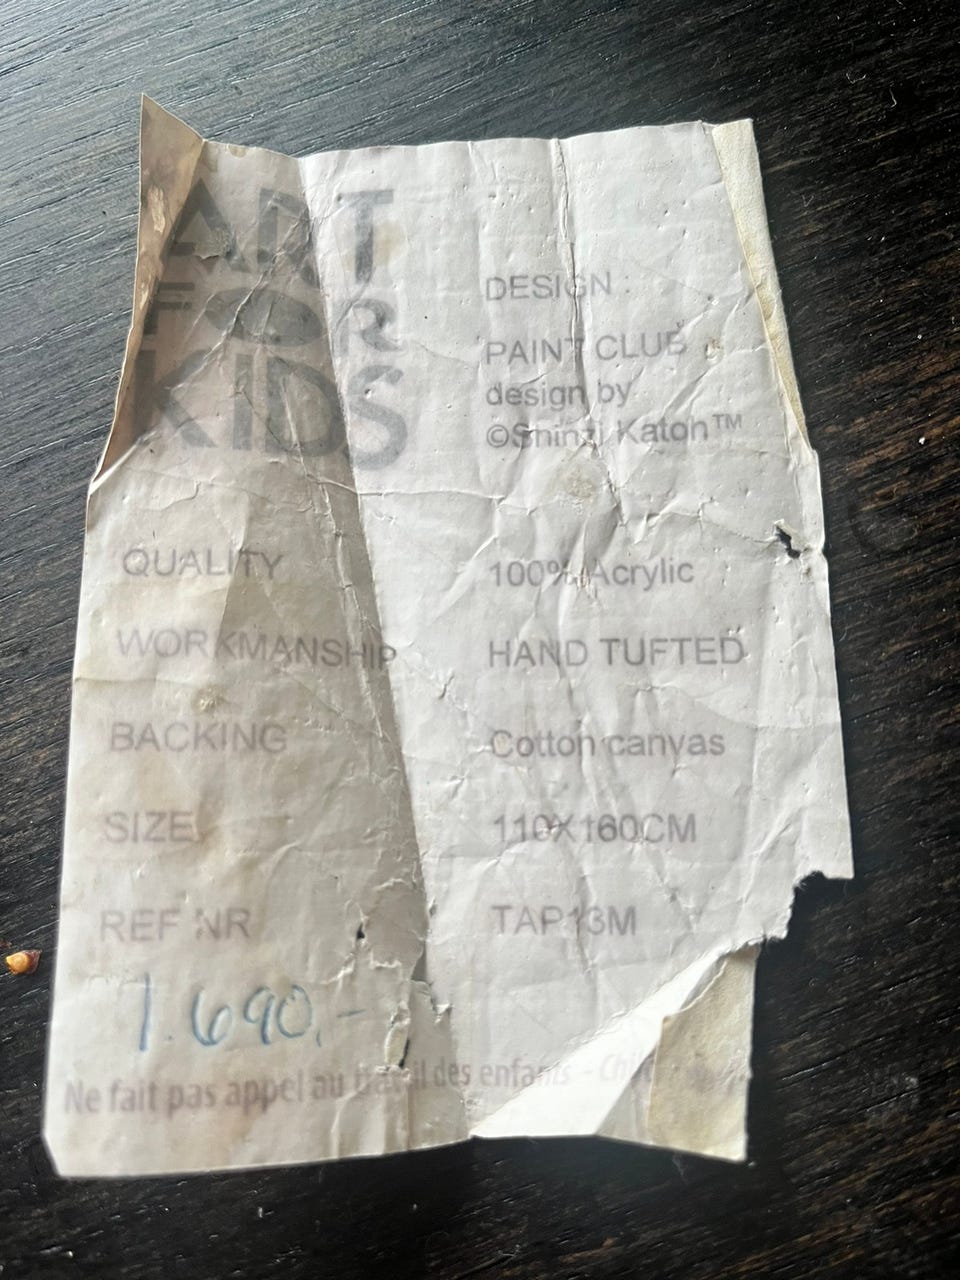 ART
FOR
KIDS
DESIGN :
PAINT CLUB
design by
©Shinzi Katoh™
QUALITY 100% Acrylic
WORKMANSHIP HAND TUFTED
BACKING Cotton canvas
SIZE 110X160CM
REF NR TAP13M
1.690,-
Ne fait pas appel au travail des enfants -